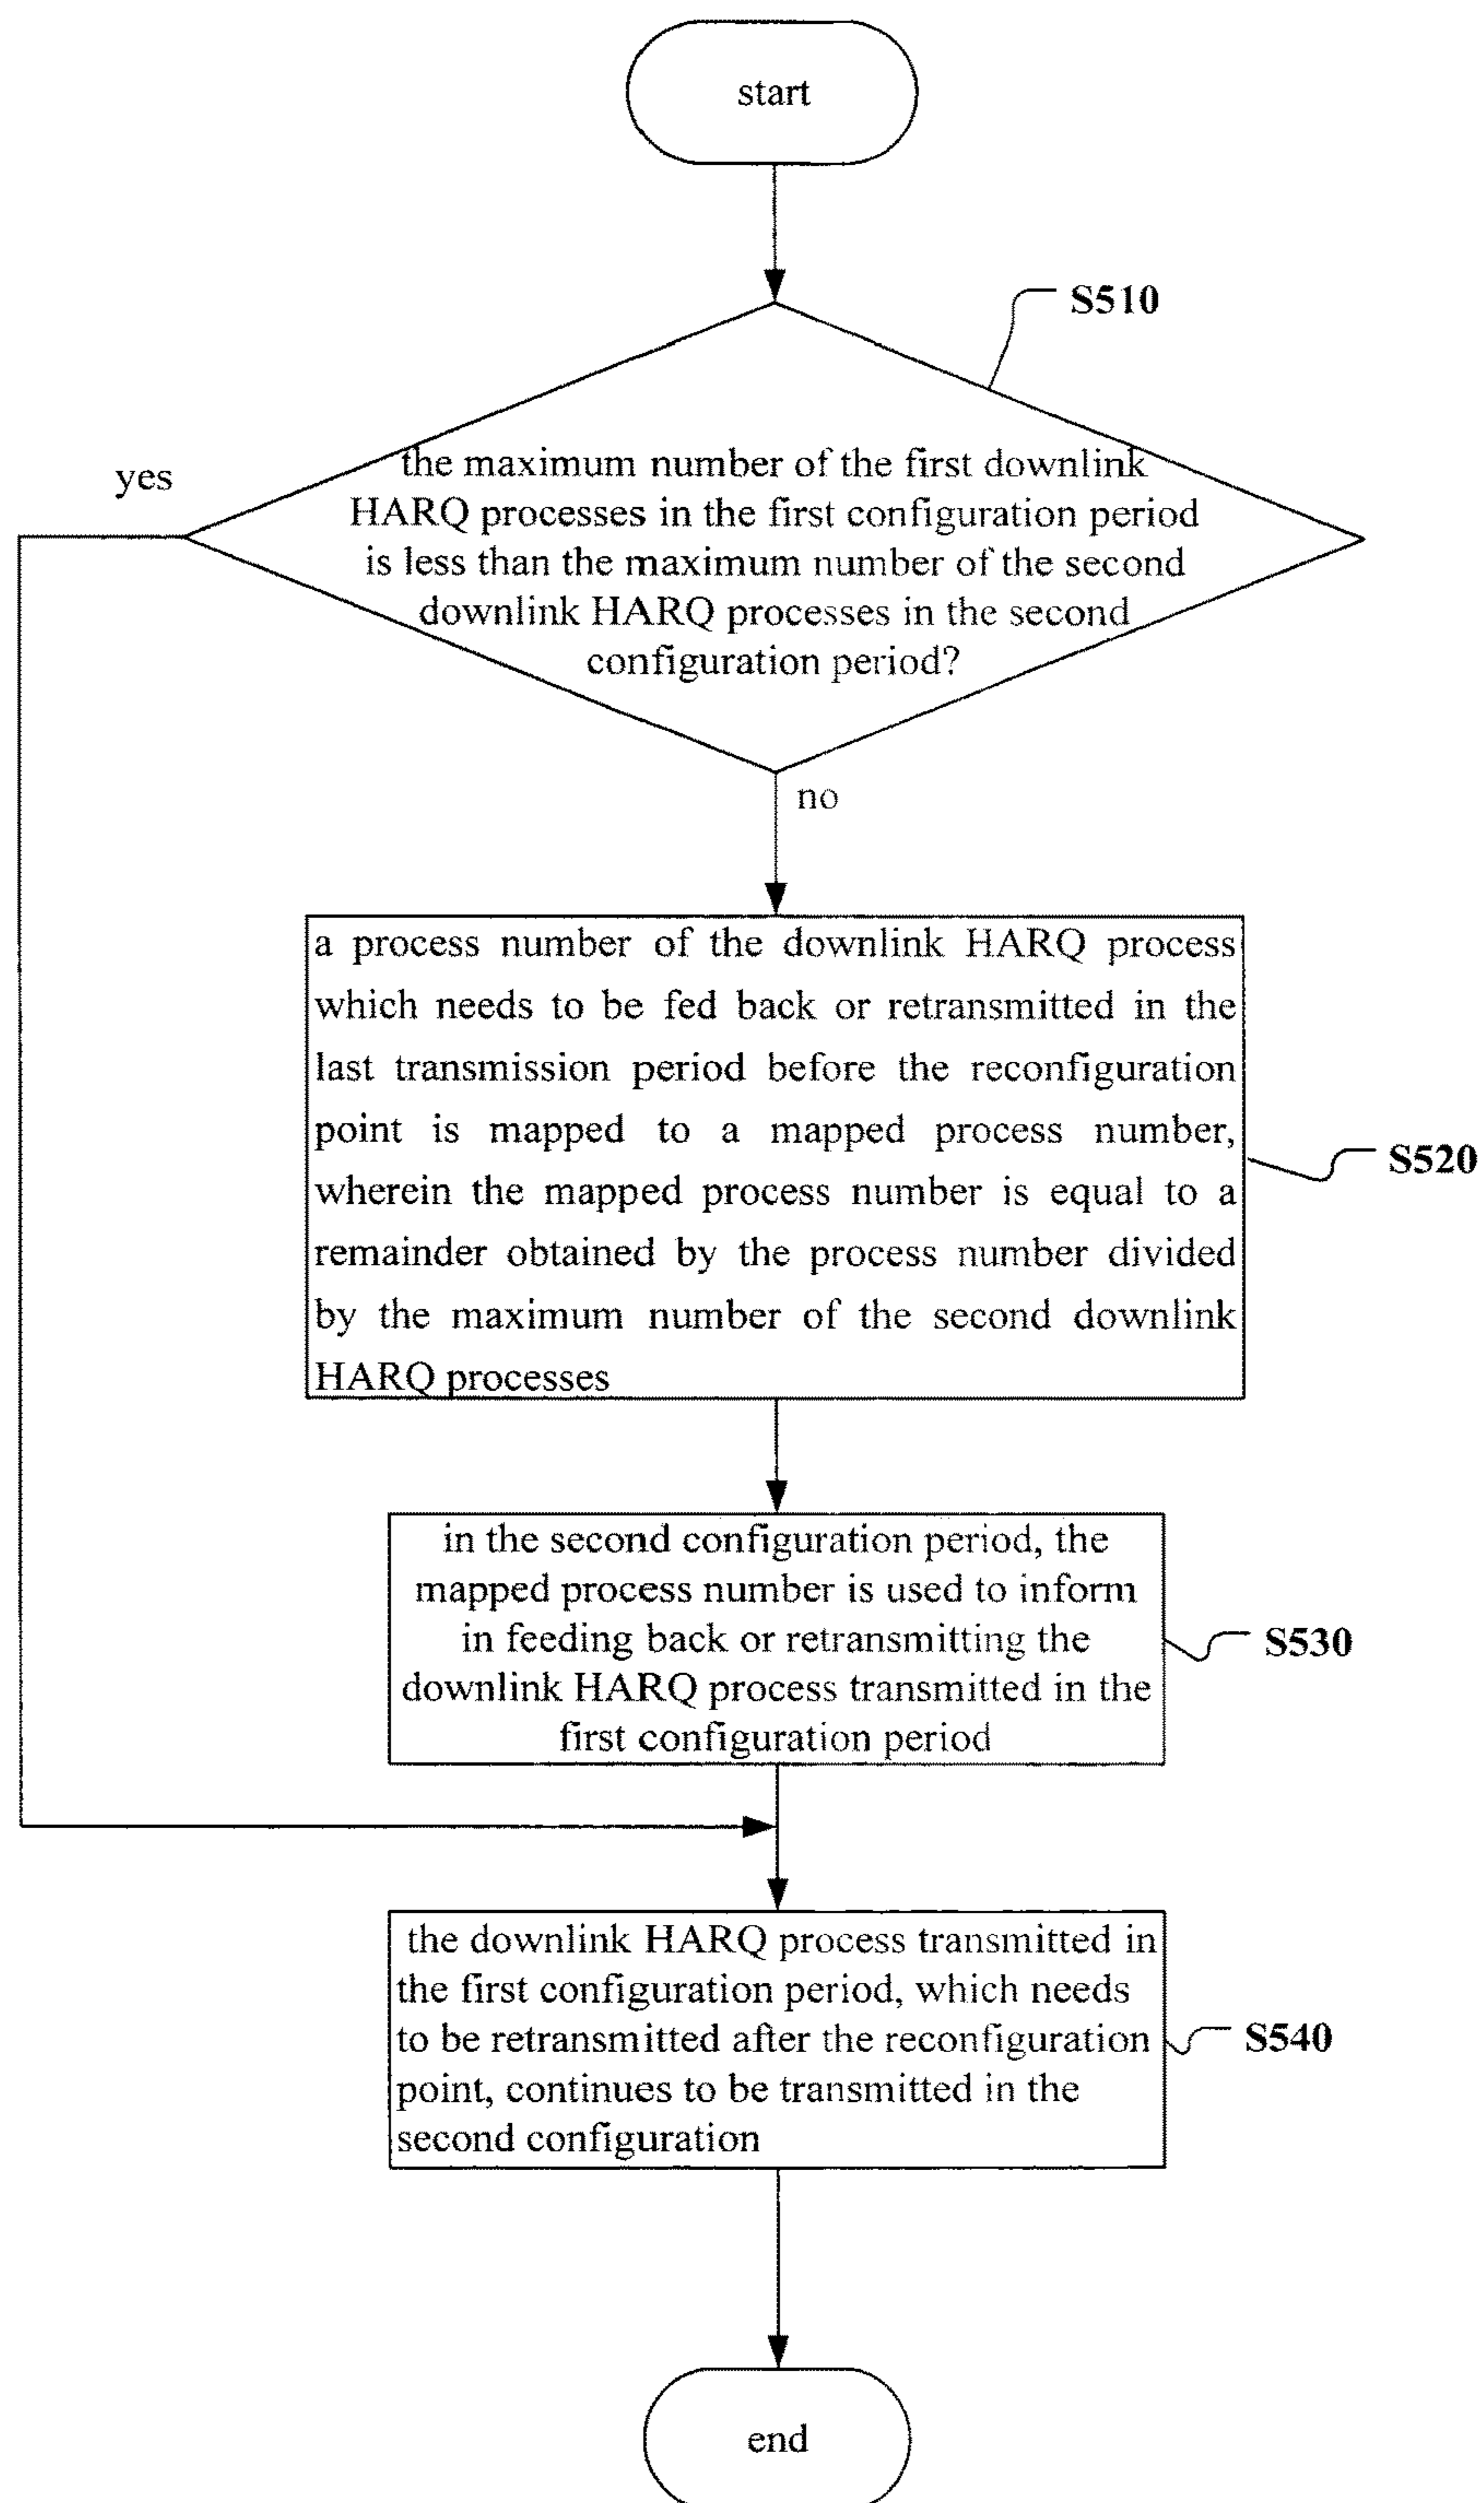 start
S510
yes
the maximum number of the first downlink
HARQ processes in the first configuration period
is less than the maximum number of the second
downlink HARQ processes in the second
configuration period?
no
a process number of the downlink HARQ process
which needs to be fed back or retransmitted in the
last transmission period before the reconfiguration
point is mapped to a mapped process number,
wherein the mapped process number is equal to a
remainder obtained by the process number divided
by the maximum number of the second downlink
HARQ processes
S520
in the second configuration period, the
mapped process number is used to inform
in feeding back or retransmitting the
downlink HARQ process transmitted in the
first configuration period
S530
the downlink HARQ process transmitted in
the first configuration period, which needs
to be retransmitted after the reconfiguration
point, continues to be transmitted in the
second configuration
S540
end